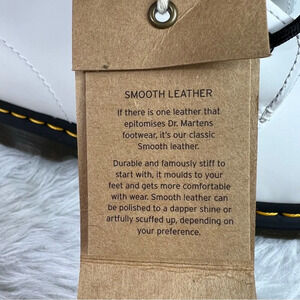 SMOOTH LEATHER
If there is one leather that
epitomises Dr. Martens
footwear, it's our classic
Smooth leather.
Durable and famously stiff to
start with, it moulds to your
feet and gets more comfortable
with wear. Smooth leather can
be polished to a dapper shine or
artfully scuffed up, depending on
your preference.